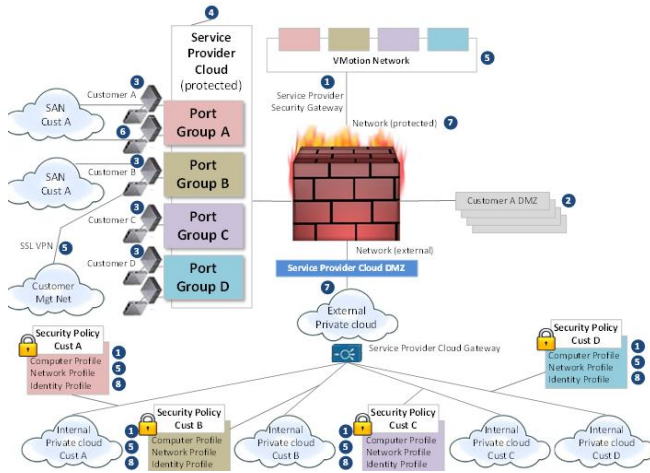 4
Service
Provider
Cloud
(protected)
VMotion Network
5
1
Service Provider
Security Gateway
Network (protected)
7
Customer A
3
SAN
Cust A
6
Port
Group A
Customer B
3
SAN
Cust A
Port
Group B
Customer C
3
Port
Group C
SSL VPN
5
Customer D
3
Port
Group D
Customer
Mgt Net
Customer A DMZ
2
Network (external)
Service Provider Cloud DMZ
7
External
Private cloud
Service Provider Cloud Gateway
Security Policy
Cust A
Computer Profile
1
Network Profile
5
Identity Profile
8
Security Policy
Cust D
Computer Profile
1
Network Profile
5
Identity Profile
8
Internal
Private cloud
Cust A
Security Policy
Cust B
1
Computer Profile
5
Network Profile
8
Identity Profile
Internal
Private cloud
Cust B
Security Policy
Cust C
1
Computer Profile
5
Network Profile
8
Identity Profile
Internal
Private cloud
Cust C
Internal
Private cloud
Cust D